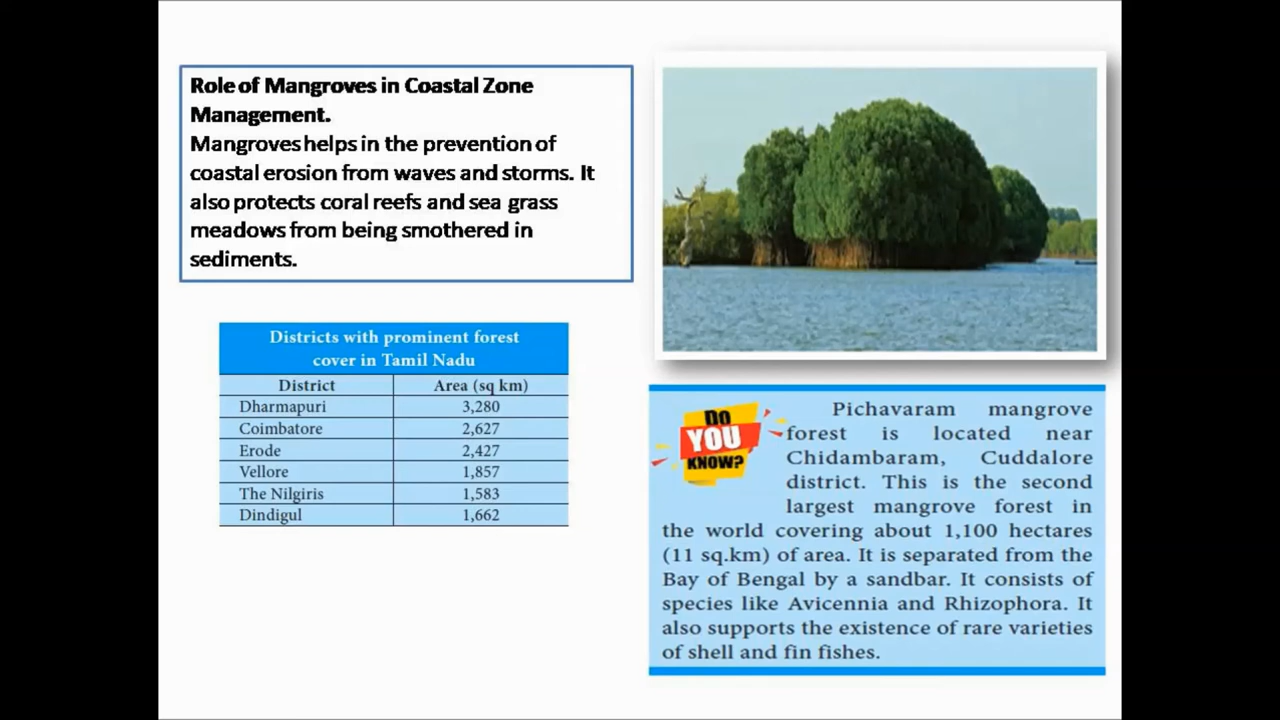 Role of Mangroves in Coastal Zone
Management.
Mangroves helps in the prevention of
coastal erosion from waves and storms. It
also protects coral reefs and sea grass
meadows from being smothered in
sediments.
Districts with prominent forest
cover in Tamil Nadu
District Area (sq km)
Dharmapuri 3,280
Coimbatore 2,627
Erode 2,427
Vellore 1,857
The Nilgiris 1,583
Dindigul 1,662
DO
YOU
KNOW?
Pichavaram mangrove
forest is located near
Chidambaram, Cuddalore
district. This is the second
largest mangrove forest in
the world covering about 1,100 hectares
(11 sq.km) of area. It is separated from the
Bay of Bengal by a sandbar. It consists of
species like Avicennia and Rhizophora. It
also supports the existence of rare varieties
of shell and fin fishes.